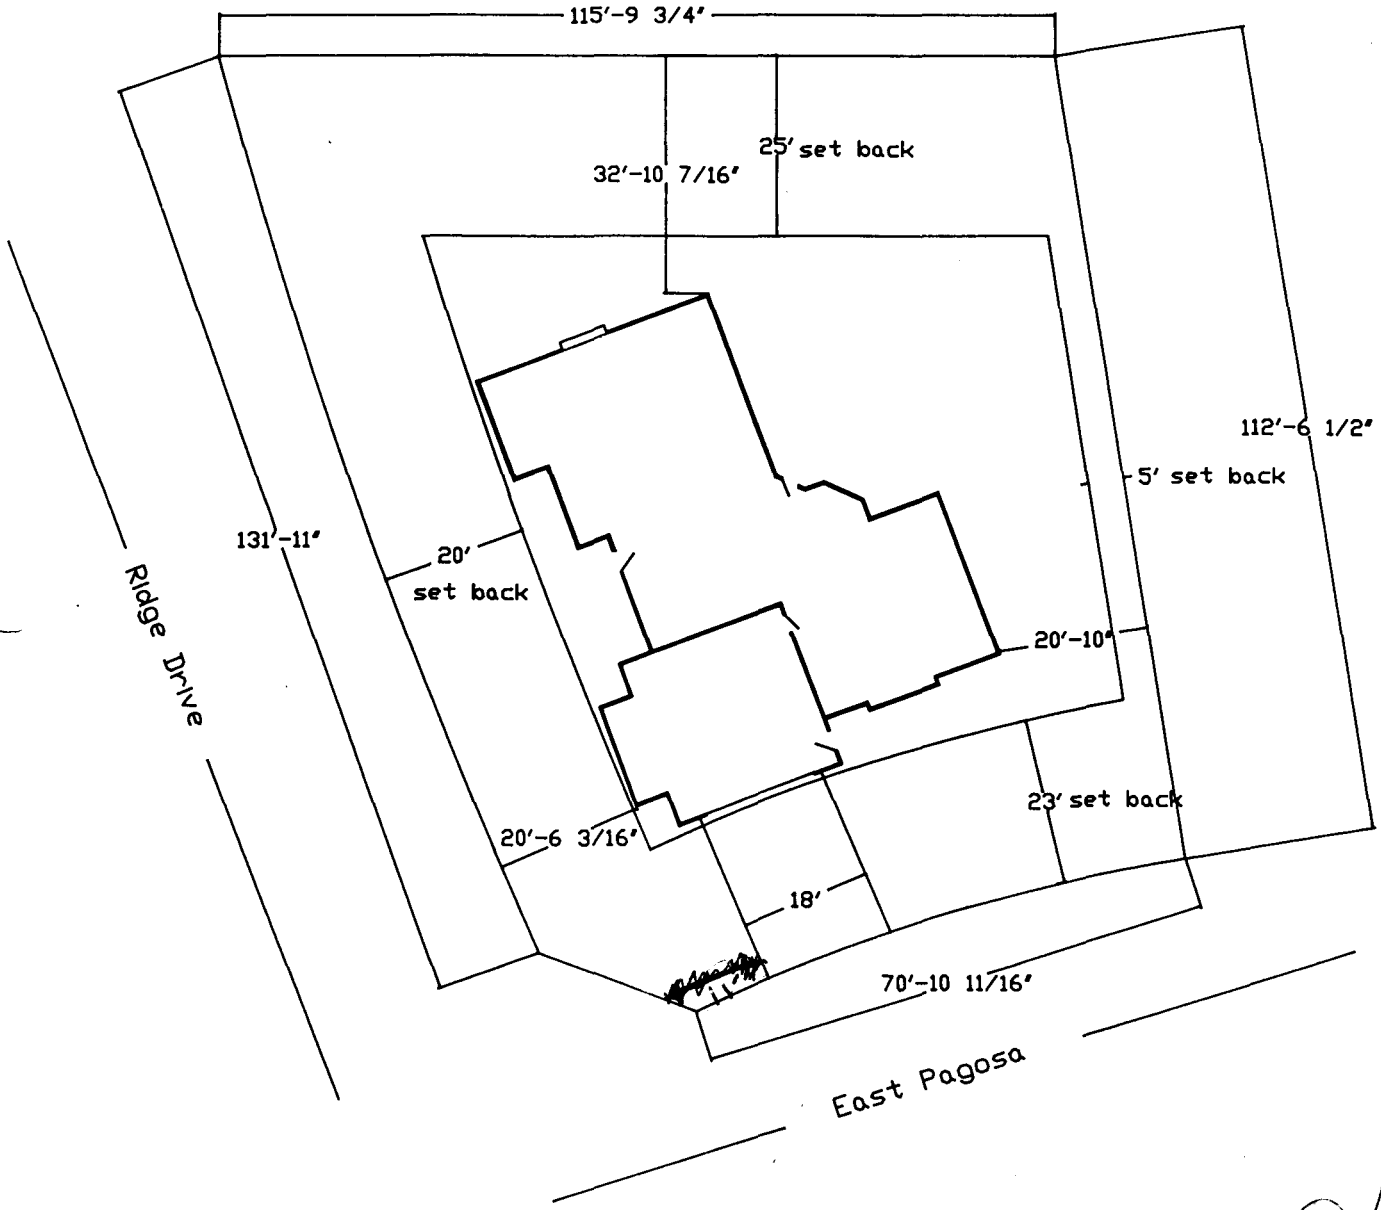 115'-9 3/4"
25' set back
32'-10 7/16"
112'-6 1/2"
5' set back
131'-11"
20'
set back
Ridge Drive
20'-10"
23' set back
20'-6 3/16"
18'
70'-10 11/16"
East Pagosa